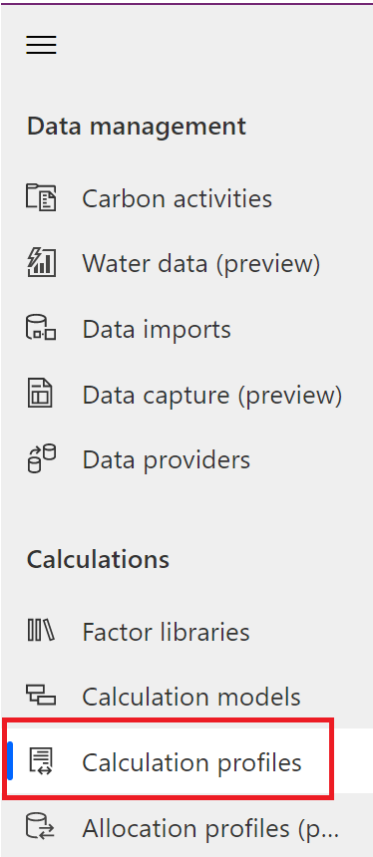 Data management
Carbon activities
Water data (preview)
Data imports
Data capture (preview)
Data providers
Calculations
Factor libraries
Calculation models
Calculation profiles
Allocation profiles (p...